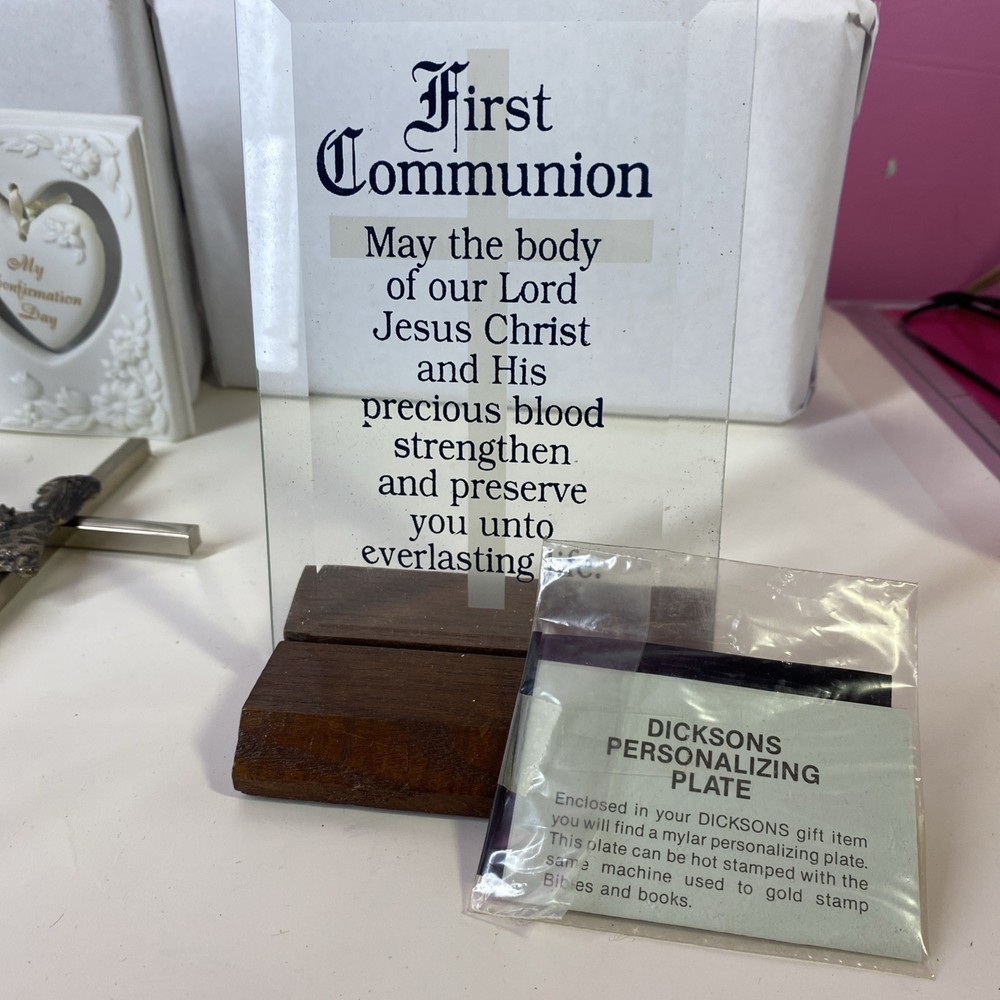 First
Communion
May the body
of our Lord
Jesus Christ
and His
precious blood
strengthen
and preserve
you unto
everlasting life.
My
Confirmation
Day
DICKSONS
PERSONALIZING
PLATE
Enclosed in your DICKSONS gift item
you will find a mylar personalizing plate.
This plate can be hot stamped with the
same machine used to gold stamp
Bibles and books.